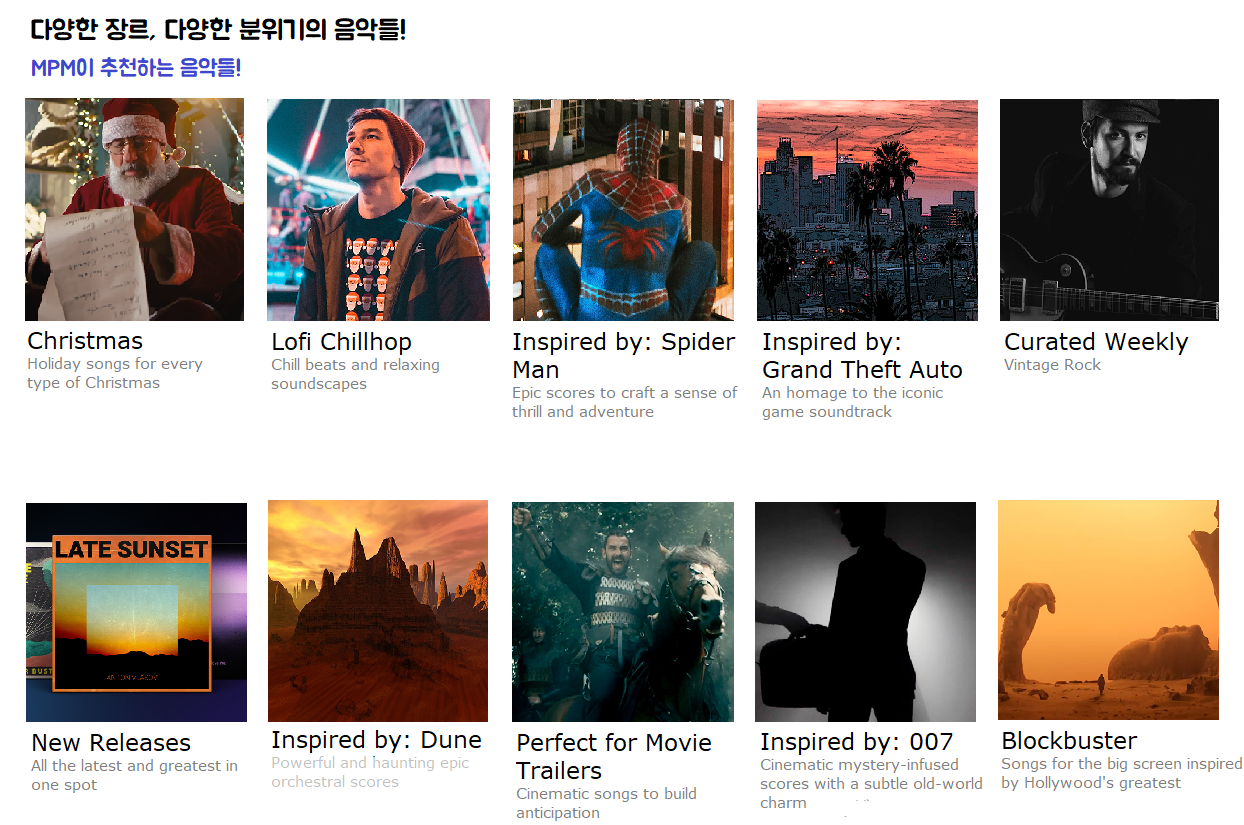 다양한 장르, 다양한 분위기의 음악들!
MPM이 추천하는 음악들!
Christmas
Holiday songs for every
type of Christmas
Lofi Chillhop
Chill beats and relaxing
soundscapes
Inspired by: Spider
Man
Epic scores to craft a sense of
thrill and adventure
Inspired by:
Grand Theft Auto
An homage to the iconic
game soundtrack
Curated Weekly
Vintage Rock
LATE SUNSET
ANTON VLASOV
New Releases
All the latest and greatest in
one spot
Inspired by: Dune
Powerful and haunting epic
orchestral scores
Perfect for Movie
Trailers
Cinematic songs to build
anticipation
Inspired by: 007
Cinematic mystery-infused
scores with a subtle old-world
charm
Blockbuster
Songs for the big screen inspired
by Hollywood's greatest